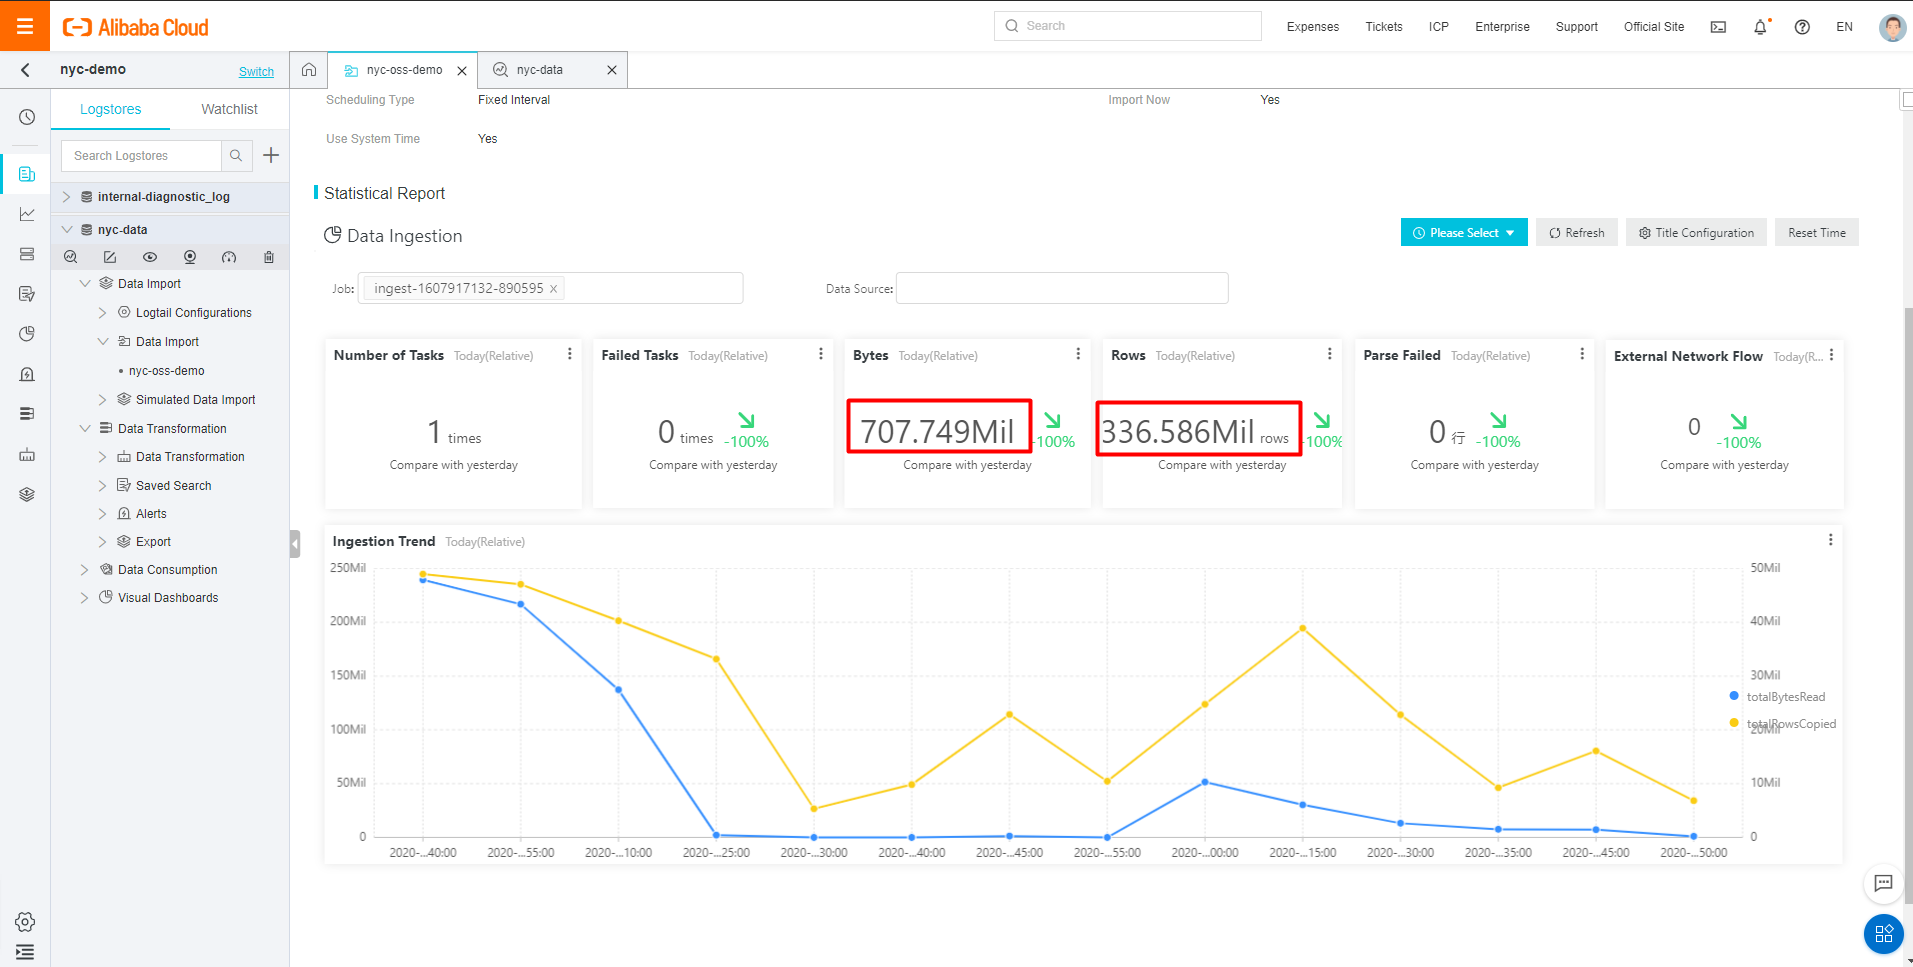 Alibaba Cloud
Search
Expenses
Tickets
ICP
Enterprise
Support
Official Site
EN
nyc-demo
Switch
nyc-oss-demo
nyc-data
Logstores
Watchlist
Search Logstores
internal-diagnostic_log
nyc-data
Data Import
Logtail Configurations
Data Import
nyc-oss-demo
Simulated Data Import
Data Transformation
Data Transformation
Saved Search
Alerts
Export
Data Consumption
Visual Dashboards
Scheduling Type
Fixed Interval
Import Now
Yes
Use System Time
Yes
Statistical Report
Data Ingestion
Please Select
Refresh
Title Configuration
Reset Time
Job: ingest-1607917132-890595
Data Source:
Number of Tasks Today(Relative)
1 times
Compare with yesterday
Failed Tasks Today(Relative)
0 times -100%
Compare with yesterday
Bytes Today(Relative)
707.749Mil -100%
Compare with yesterday
Rows Today(Relative)
336.586Mil rows -100%
Compare with yesterday
Parse Failed Today(Relative)
0 行 -100%
Compare with yesterday
External Network Flow Today(R...
0 -100%
Compare with yesterday
Ingestion Trend Today(Relative)
250Mil
200Mil
150Mil
100Mil
50Mil
0
50Mil
40Mil
30Mil
20Mil
10Mil
0
totalBytesRead
totalRowsCopied
2020-...40:00
2020-...55:00
2020-...10:00
2020-...25:00
2020-...30:00
2020-...40:00
2020-...45:00
2020-...55:00
2020-...00:00
2020-...15:00
2020-...30:00
2020-...35:00
2020-...45:00
2020-...50:00